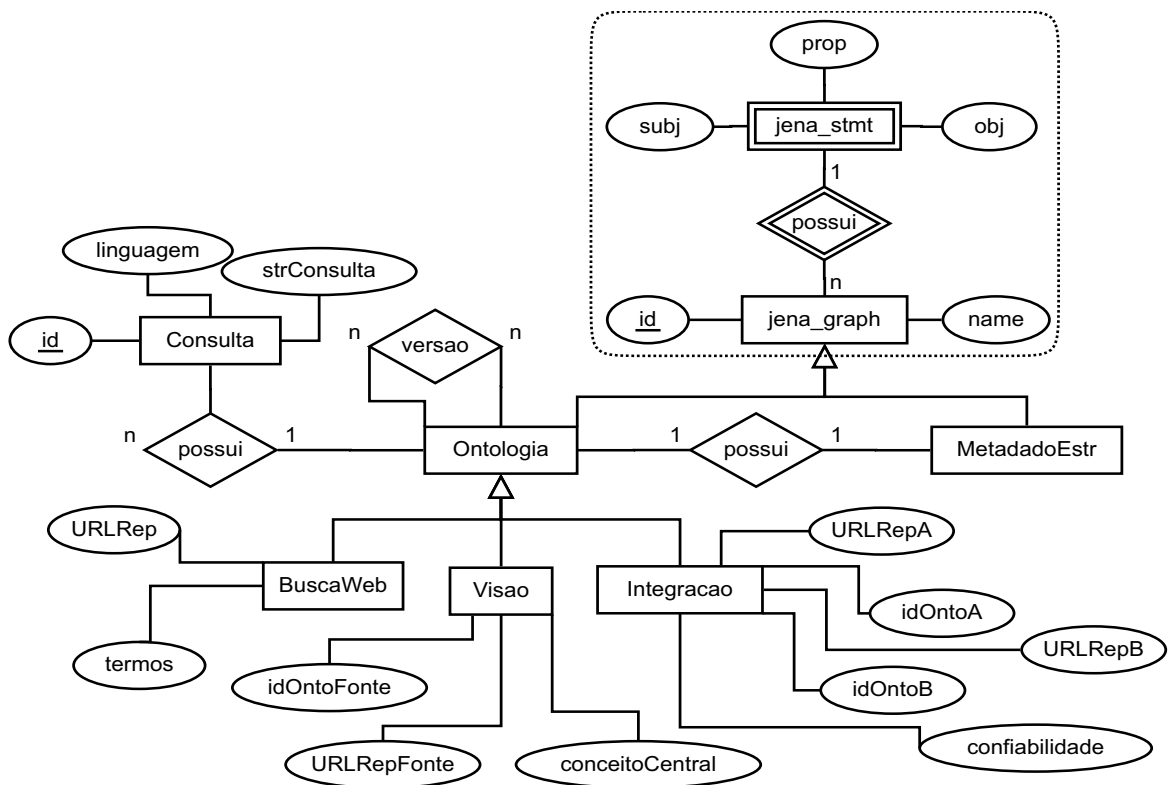 prop
subj
jena_stmt
obj
1
possui
n
linguagem
strConsulta
id
Consulta
n
versao
n
id
jena_graph
name
n
possui
1
Ontologia
1
possui
1
MetadadoEstr
URLRep
BuscaWeb
termos
Visao
idOntoFonte
URLRepFonte
conceitoCentral
Integracao
URLRepA
idOntoA
URLRepB
idOntoB
confiabilidade